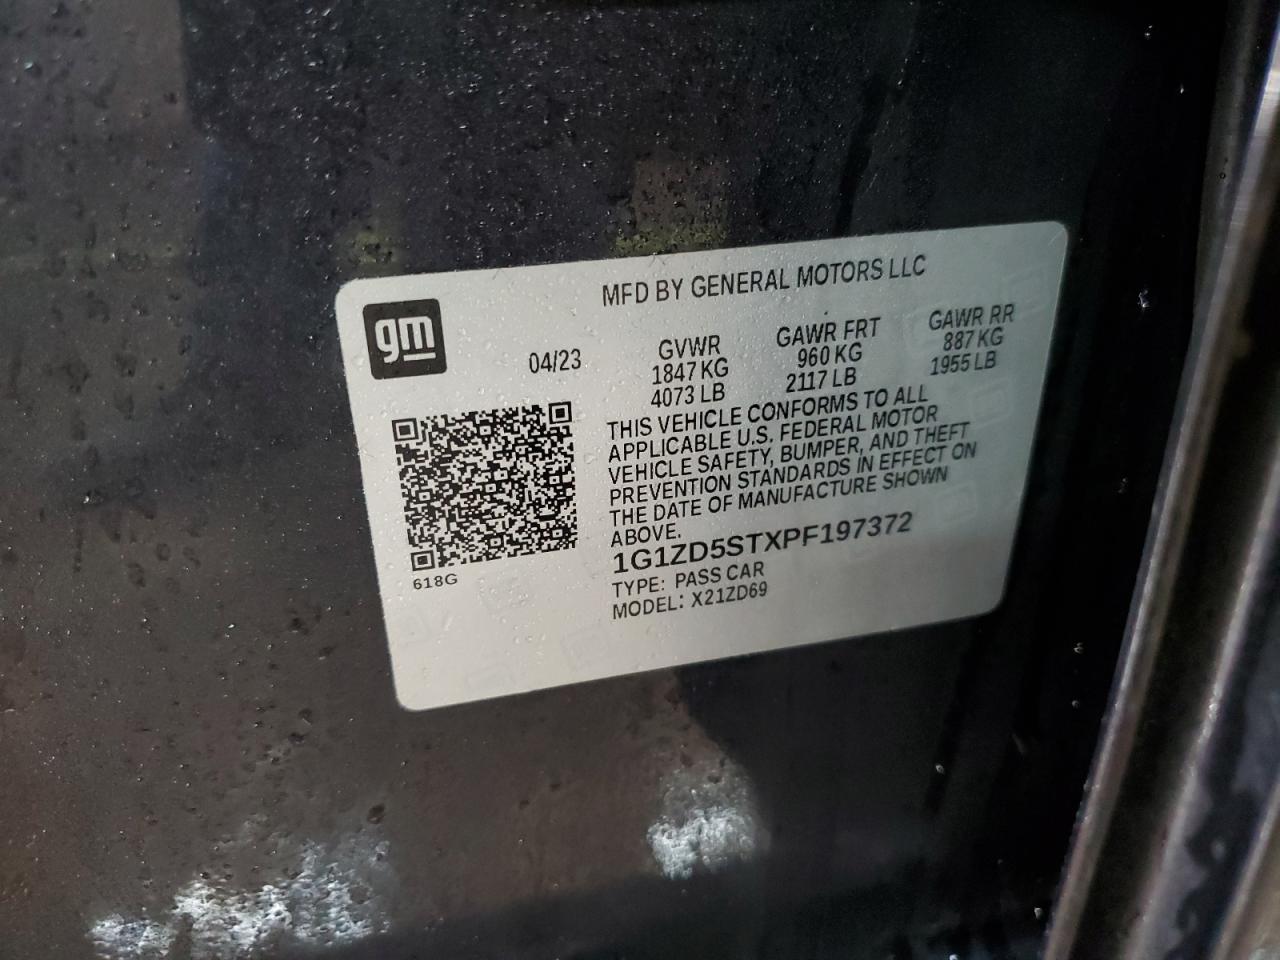 MFD BY GENERAL MOTORS LLC
gm
04/23
GVWR
1847 KG
4073 LB
GAWR FRT
960 KG
2117 LB
GAWR RR
887 KG
1955 LB
THIS VEHICLE CONFORMS TO ALL
APPLICABLE U.S. FEDERAL MOTOR
VEHICLE SAFETY, BUMPER, AND THEFT
PREVENTION STANDARDS IN EFFECT ON
THE DATE OF MANUFACTURE SHOWN
ABOVE.
1G1ZD5STXPF197372
TYPE: PASS CAR
MODEL: X21ZD69
618G